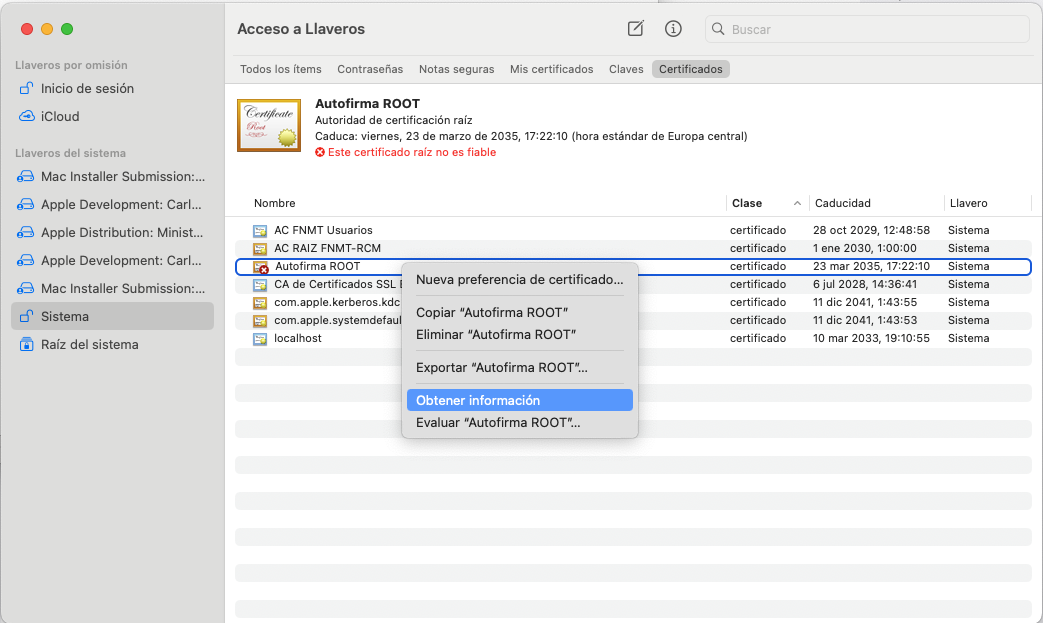 Acceso a Llaveros
Buscar
Llaveros por omisión
Inicio de sesión
iCloud
Llaveros del sistema
Mac Installer Submission:...
Apple Development: Carl...
Apple Distribution: Minist...
Apple Development: Carl...
Mac Installer Submission:...
Sistema
Raíz del sistema
Todos los ítems Contraseñas Notas seguras Mis certificados Claves Certificados
Certificate
Root
Autofirma ROOT
Autoridad de certificación raíz
Caduca: viernes, 23 de marzo de 2035, 17:22:10 (hora estándar de Europa central)
Este certificado raíz no es fiable
Nombre Clase Caducidad Llavero
AC FNMT Usuarios certificado 28 oct 2029, 12:48:58 Sistema
AC RAIZ FNMT-RCM certificado 1 ene 2030, 1:00:00 Sistema
Autofirma ROOT certificado 23 mar 2035, 17:22:10 Sistema
CA de Certificados SSL certificado 6 jul 2028, 14:36:41 Sistema
com.apple.kerberos.kdc certificado 11 dic 2041, 1:43:55 Sistema
com.apple.systemdefaul certificado 11 dic 2041, 1:43:53 Sistema
localhost certificado 10 mar 2033, 19:10:55 Sistema
Nueva preferencia de certificado...
Copiar “Autofirma ROOT”
Eliminar “Autofirma ROOT”
Exportar “Autofirma ROOT”...
Obtener información
Evaluar “Autofirma ROOT”...